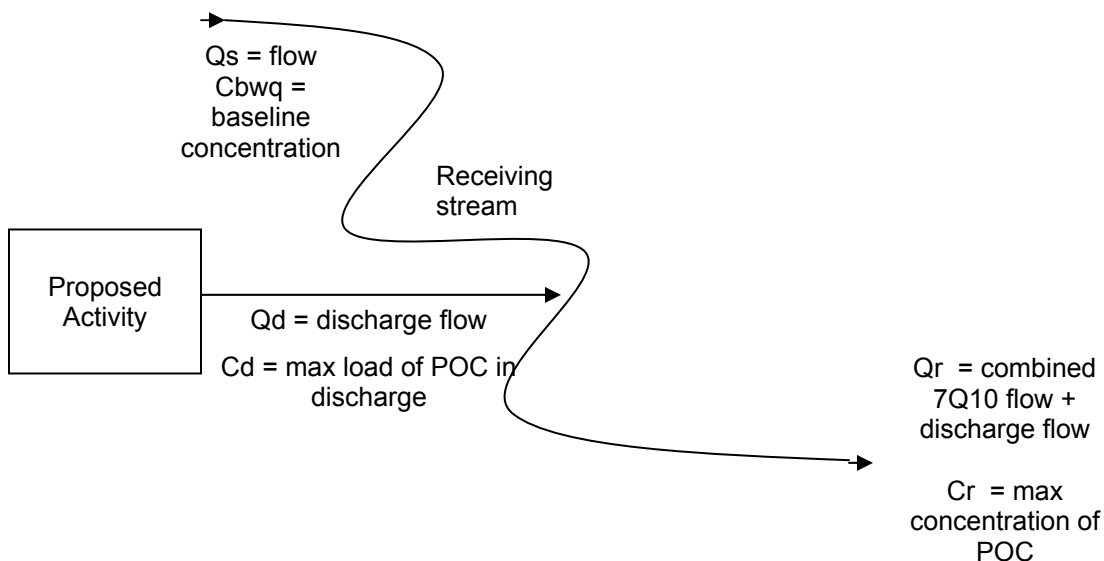 Qs = flow
Cbwq =
baseline
concentration
Receiving
stream
Proposed
Activity
Qd = discharge flow
Cd = max load of POC in
discharge
Qr = combined
7Q10 flow +
discharge flow
Cr = max
concentration of
POC